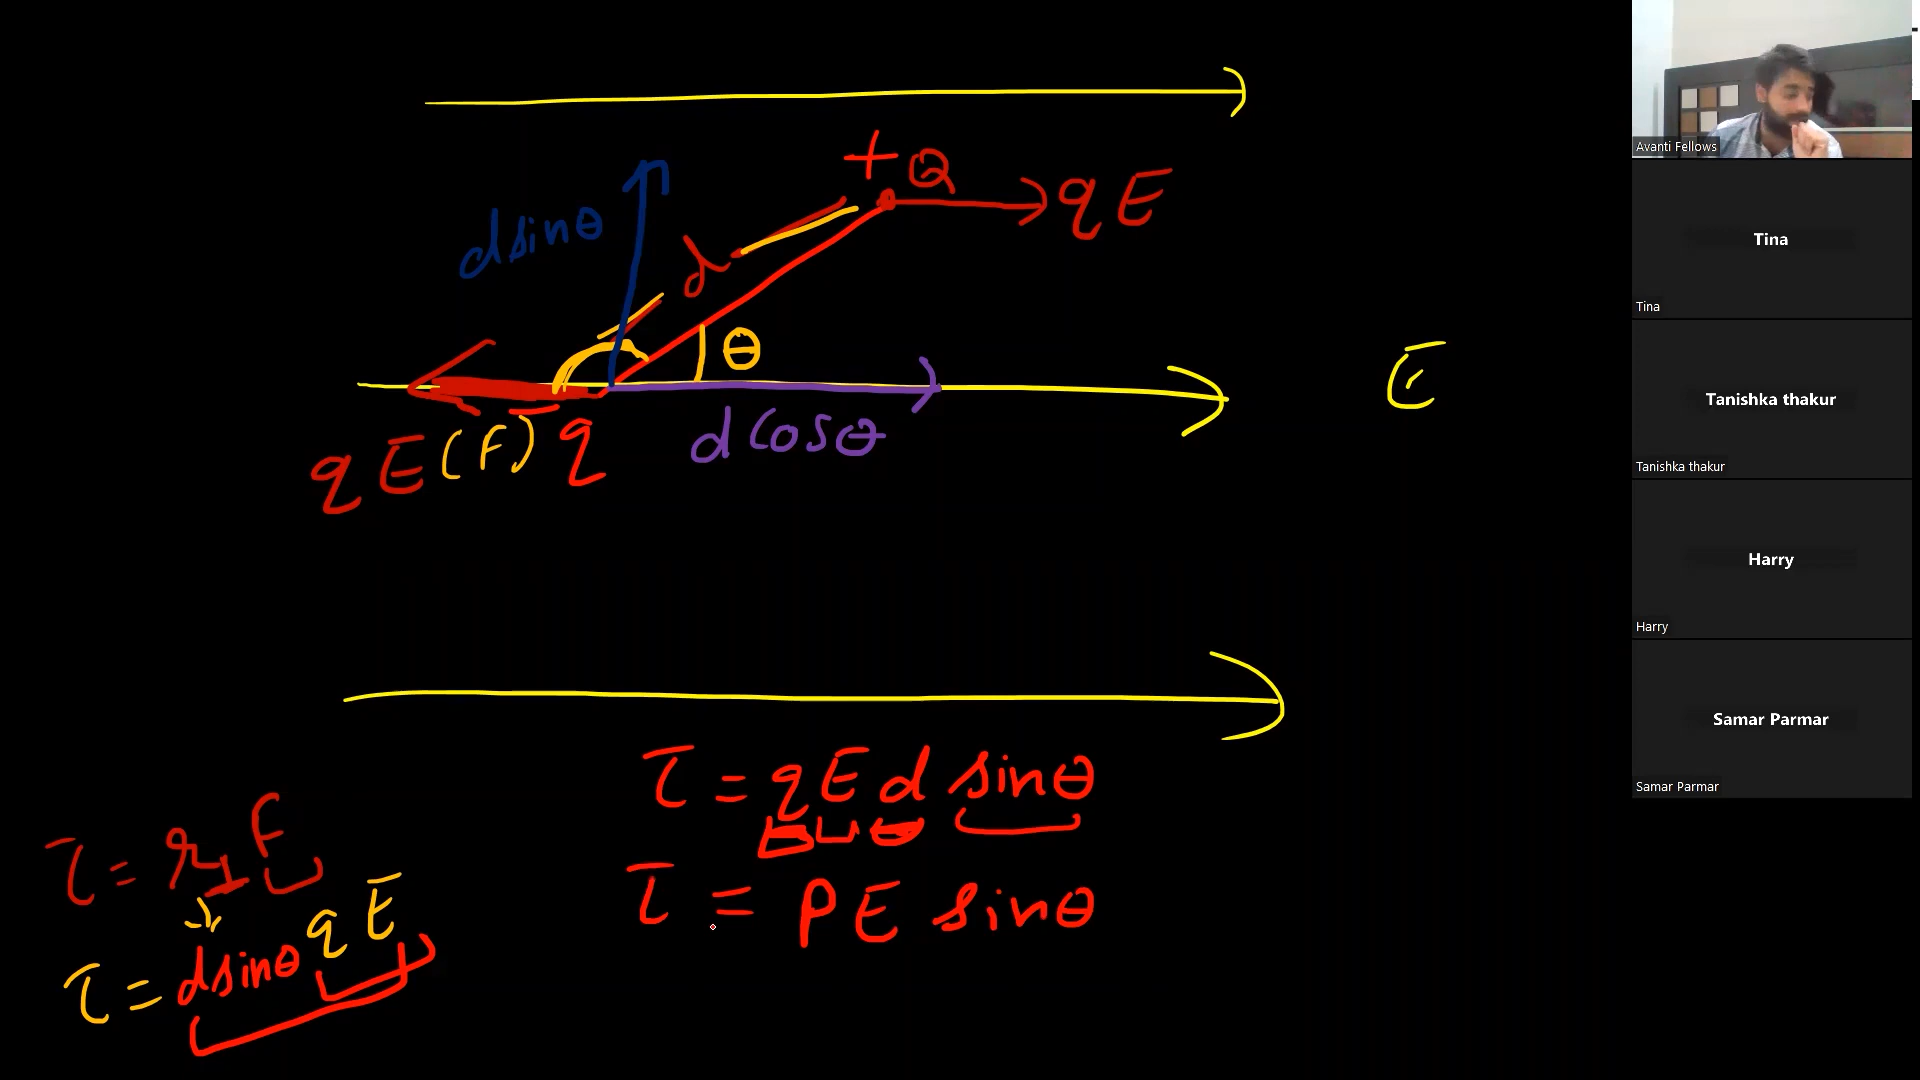 +Q
qE
dsinθ
d
θ
E
qE(F) q
dcosθ
τ = qEd sinθ
τ = r⊥F
τ = PE sinθ
τ = dsinθ qE
Avanti Fellows
Tina
Tina
Tanishka thakur
Tanishka thakur
Harry
Harry
Samar Parmar
Samar Parmar